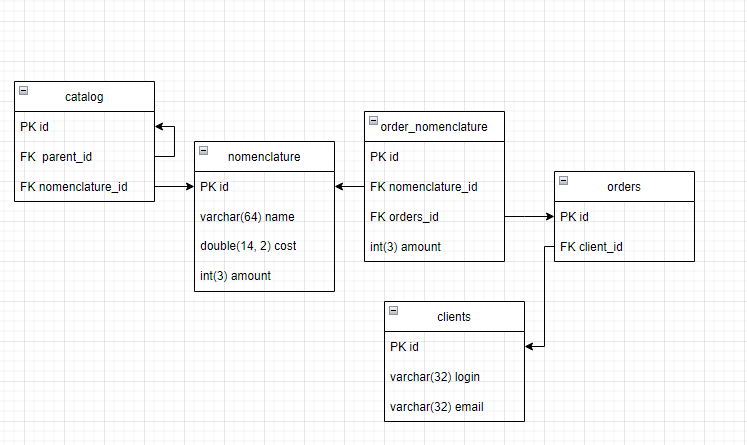 catalog
PK id
FK  parent_id
FK nomenclature_id
nomenclature
PK id
varchar(64) name
double(14, 2) cost
int(3) amount
order_nomenclature
PK id
FK nomenclature_id
FK orders_id
int(3) amount
orders
PK id
FK client_id
clients
PK id
varchar(32) login
varchar(32) email